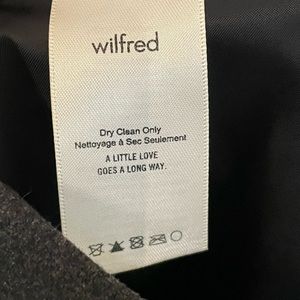 wilfred
Dry Clean Only
Nettoyage à Sec Seulement
A LITTLE LOVE
GOES A LONG WAY.